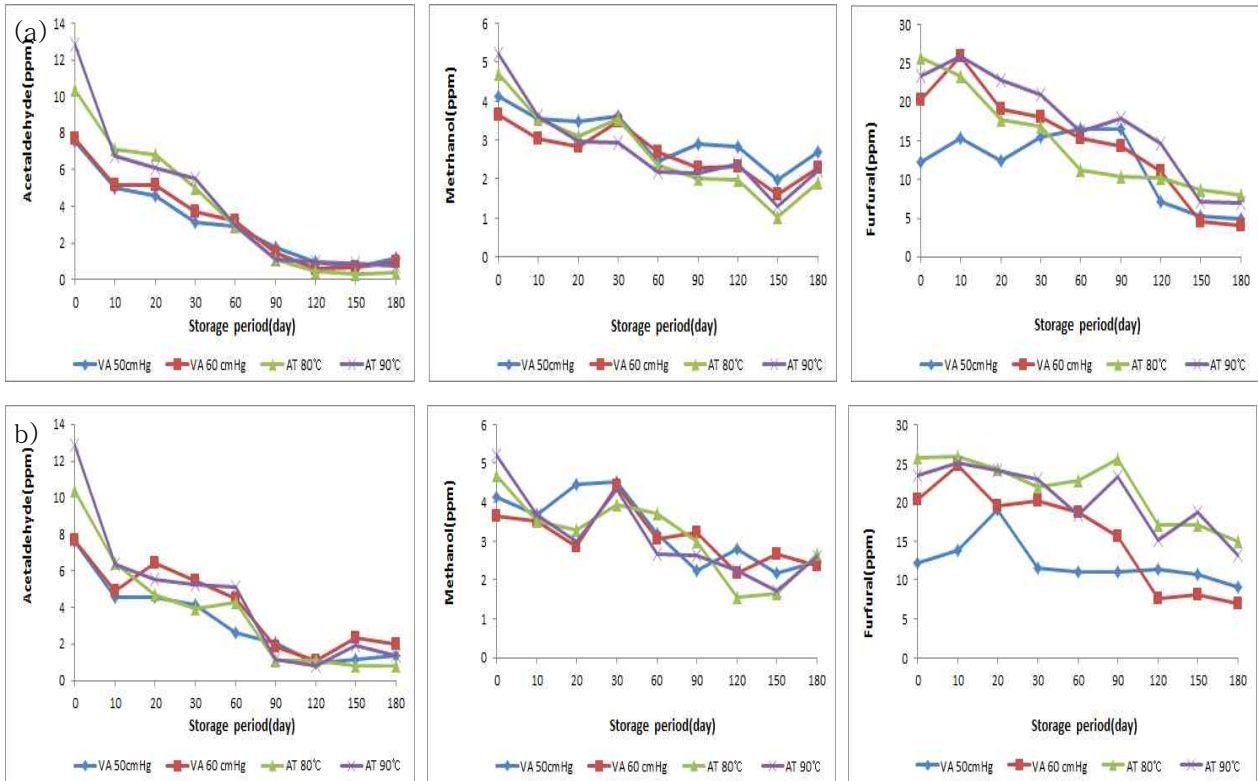 (a)
Acetaldehyde(ppm)
14
12
10
8
6
4
2
0
0 10 20 30 60 90 120 150 180
Storage period(day)
VA 50cmHg VA 60 cmHg AT 80℃ AT 90℃
Methanol(ppm)
6
5
4
3
2
1
0
0 10 20 30 60 90 120 150 180
Storage period(day)
VA 50cmHg VA 60 cmHg AT 80℃ AT 90℃
Furfural(ppm)
30
25
20
15
10
5
0
0 10 20 30 60 90 120 150 180
Storage period(day)
VA 50cmHg VA 60 cmHg AT 80℃ AT 90℃
b)
Acetaldehyde(ppm)
14
12
10
8
6
4
2
0
0 10 20 30 60 90 120 150 180
Storage period(day)
VA 50cmHg VA 60 cmHg AT 80℃ AT 90℃
Methanol(ppm)
6
5
4
3
2
1
0
0 10 20 30 60 90 120 150 180
Storage period(day)
VA 50cmHg VA 60 cmHg AT 80℃ AT 90℃
Furfural(ppm)
30
25
20
15
10
5
0
0 10 20 30 60 90 120 150 180
Storage period(day)
VA 50cmHg VA 60 cmHg AT 80℃ AT 90℃